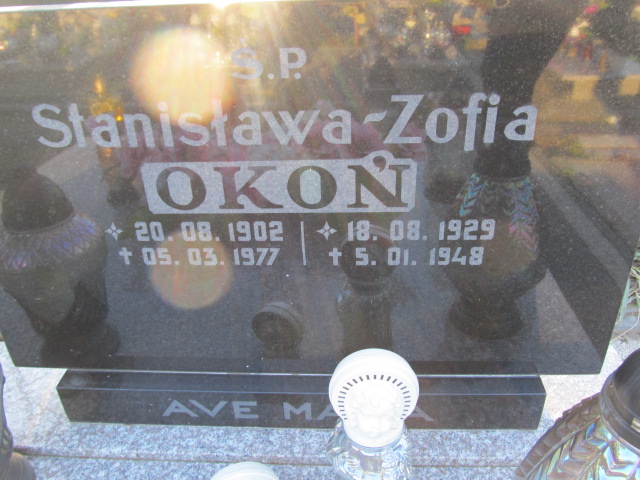 S.P.
Stanisława-Zofia
OKOŃ
20.08.1902 18.08.1929
05.03.1977 5.01.1948
AVE